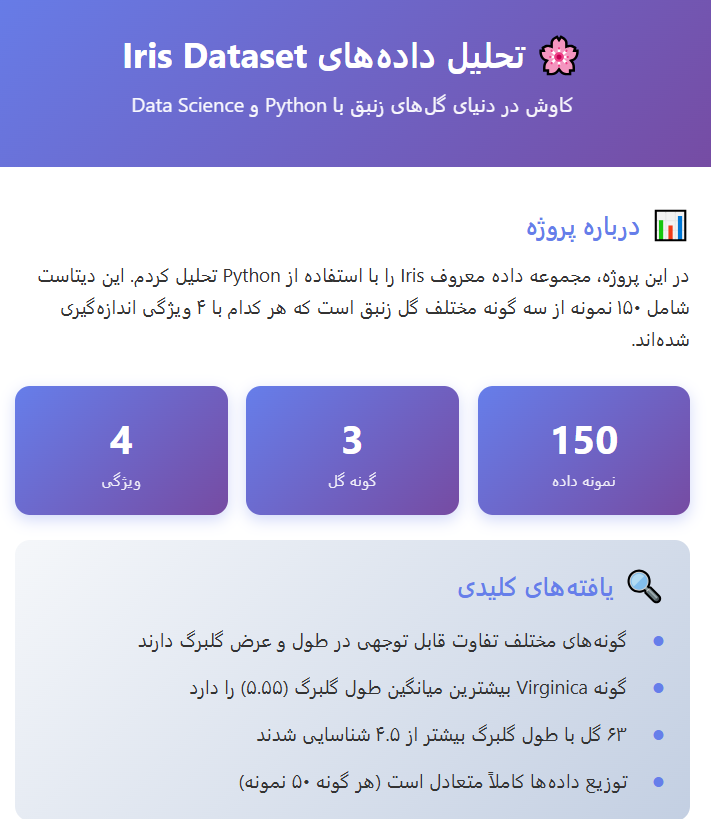 🌸 تحلیل داده‌های Iris Dataset
کاوش در دنیای گل‌های زنبق با Python و Data Science
📊 درباره پروژه
در این پروژه، مجموعه داده معروف Iris را با استفاده از Python تحلیل کردم. این دیتاست
شامل ۱۵۰ نمونه از سه گونه مختلف گل زنبق است که هر کدام با ۴ ویژگی اندازه‌گیری
شده‌اند.
150
نمونه داده
3
گونه گل
4
ویژگی
🔍 یافته‌های کلیدی
گونه‌های مختلف تفاوت قابل توجهی در طول و عرض گلبرگ دارند
گونه Virginica بیشترین میانگین طول گلبرگ (۵.۵۵) را دارد
۶۳ گل با طول گلبرگ بیشتر از ۴.۵ شناسایی شدند
توزیع داده‌ها کاملاً متعادل است (هر گونه ۵۰ نمونه)